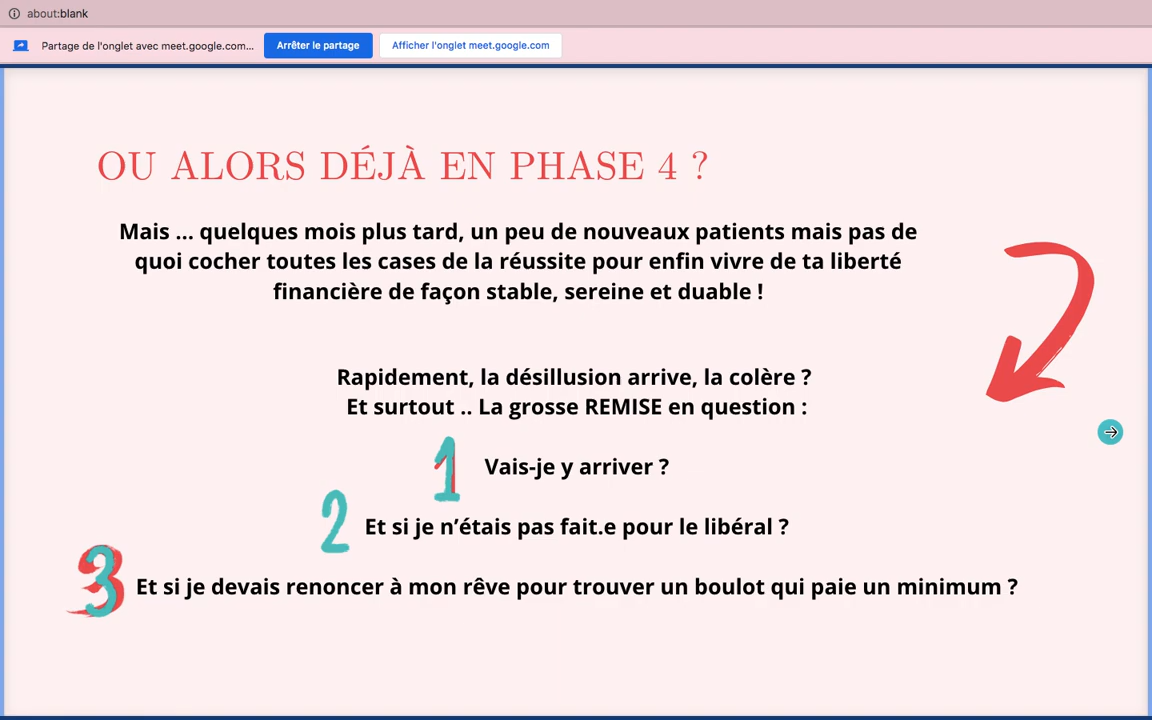 about:blank
Partage de l'onglet avec meet.google.com...
Arrêter le partage
Afficher l'onglet meet.google.com
OU ALORS DÉJÀ EN PHASE 4 ?
Mais ... quelques mois plus tard, un peu de nouveaux patients mais pas de
quoi cocher toutes les cases de la réussite pour enfin vivre de ta liberté
financière de façon stable, sereine et duable !
Rapidement, la désillusion arrive, la colère ?
Et surtout .. La grosse REMISE en question :
1 Vais-je y arriver ?
2 Et si je n’étais pas fait.e pour le libéral ?
3 Et si je devais renoncer à mon rêve pour trouver un boulot qui paie un minimum ?